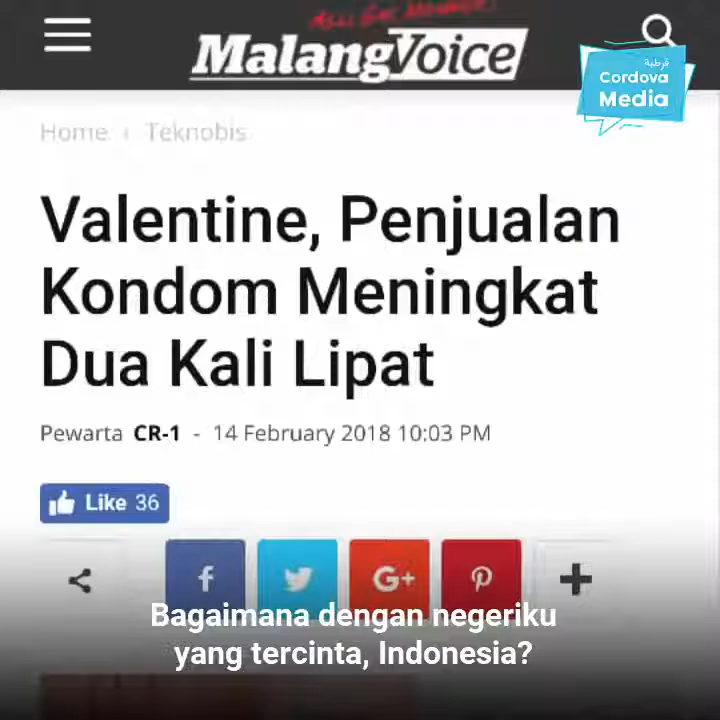 MalangVoice
قرطبة
Cordova
Media
Home › Teknobis
Valentine, Penjualan
Kondom Meningkat
Dua Kali Lipat
Pewarta CR-1 - 14 February 2018 10:03 PM
Like 36
f
G+
+
Bagaimana dengan negeriku
yang tercinta, Indonesia?